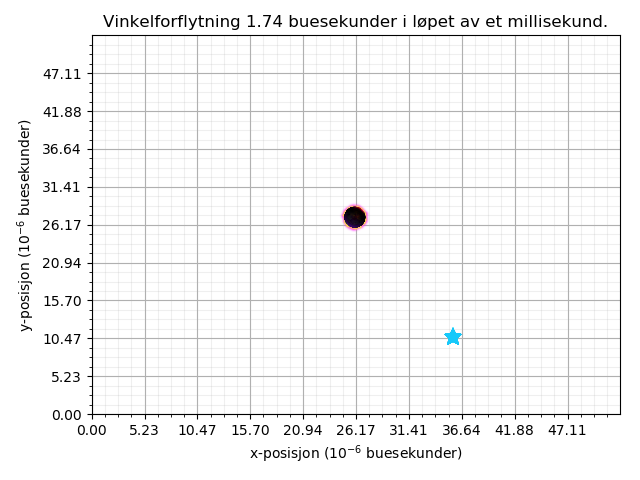 Vinkelforflytning 1.74 buesekunder i løpet av et millisekund.
47.11
41.88
36.64
31.41
26.17
20.94
15.70
10.47
5.23
0.00
y-posisjon (10⁻⁶ buesekunder)
0.00 5.23 10.47 15.70 20.94 26.17 31.41 36.64 41.88 47.11
x-posisjon (10⁻⁶ buesekunder)